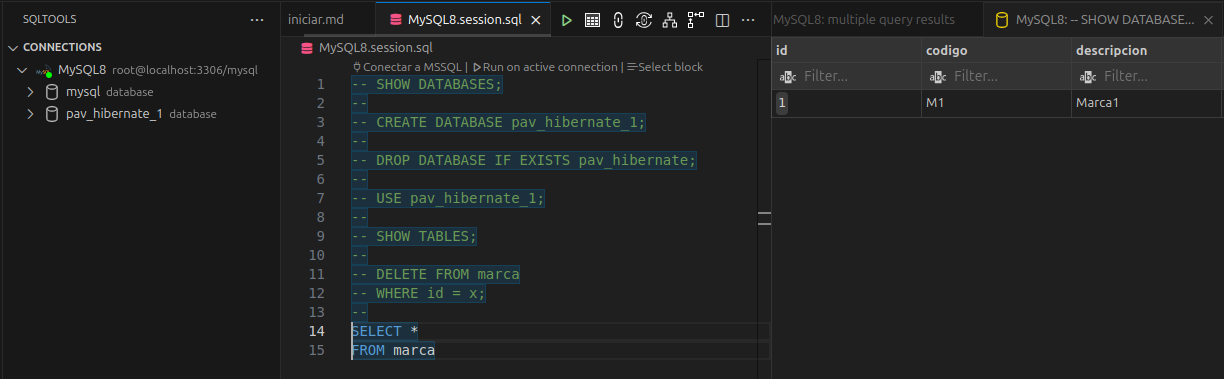 SQLTOOLS
CONNECTIONS
MySQL8 root@localhost:3306/mysql
mysql database
pav_hibernate_1 database
iniciar.md
MySQL8.session.sql
MySQL8.session.sql
Conectar a MSSQL | Run on active connection | Select block
1 -- SHOW DATABASES;
2 --
3 -- CREATE DATABASE pav_hibernate_1;
4 --
5 -- DROP DATABASE IF EXISTS pav_hibernate;
6 --
7 -- USE pav_hibernate_1;
8 --
9 -- SHOW TABLES;
10 --
11 -- DELETE FROM marca
12 -- WHERE id = x;
13 --
14 SELECT *
15 FROM marca
MySQL8: multiple query results
MySQL8: -- SHOW DATABASE...
id codigo descripcion
abc Filter... abc Filter... abc Filter...
1 M1 Marca1